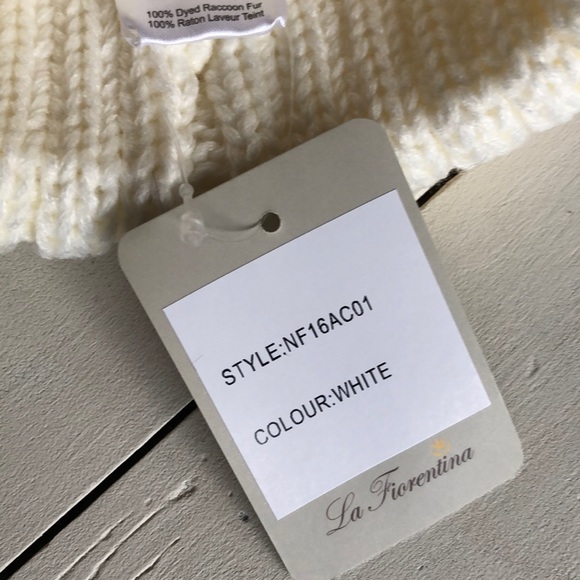 100% Dyed Raccoon Fur
100% Raton Laveur Teint
STYLE:NF16AC01
COLOUR:WHITE
La Fiorentina